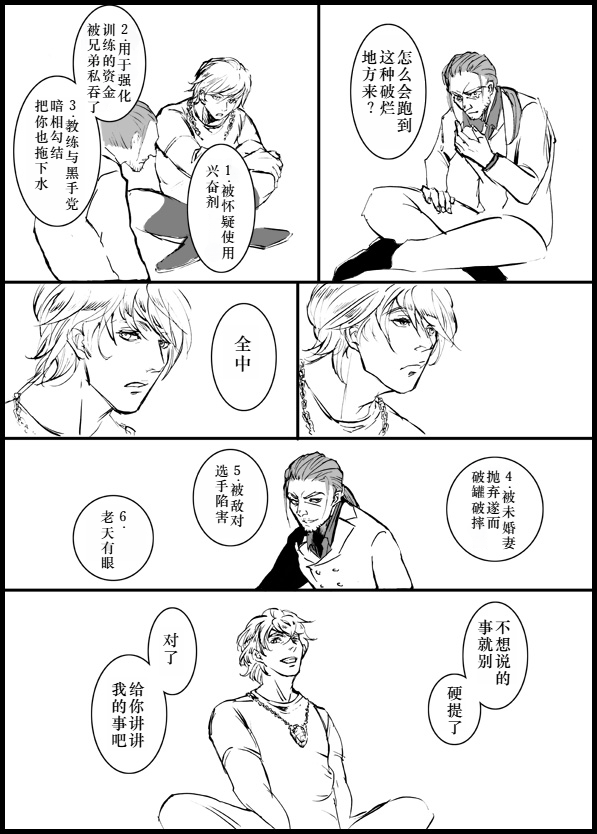 怎么会跑到
这种破烂
地方来？
1.被怀疑使用
兴奋剂
2.用于强化
训练的资金
被兄弟私吞了
3.教练与黑手党
暗相勾结
把你也拖下水
全中
4.被未婚妻
抛弃遂而
破罐破摔
5.被敌对
选手陷害
6.
老天有眼
不想说的
事就别
硬提了
对了
给你讲讲
我的事吧